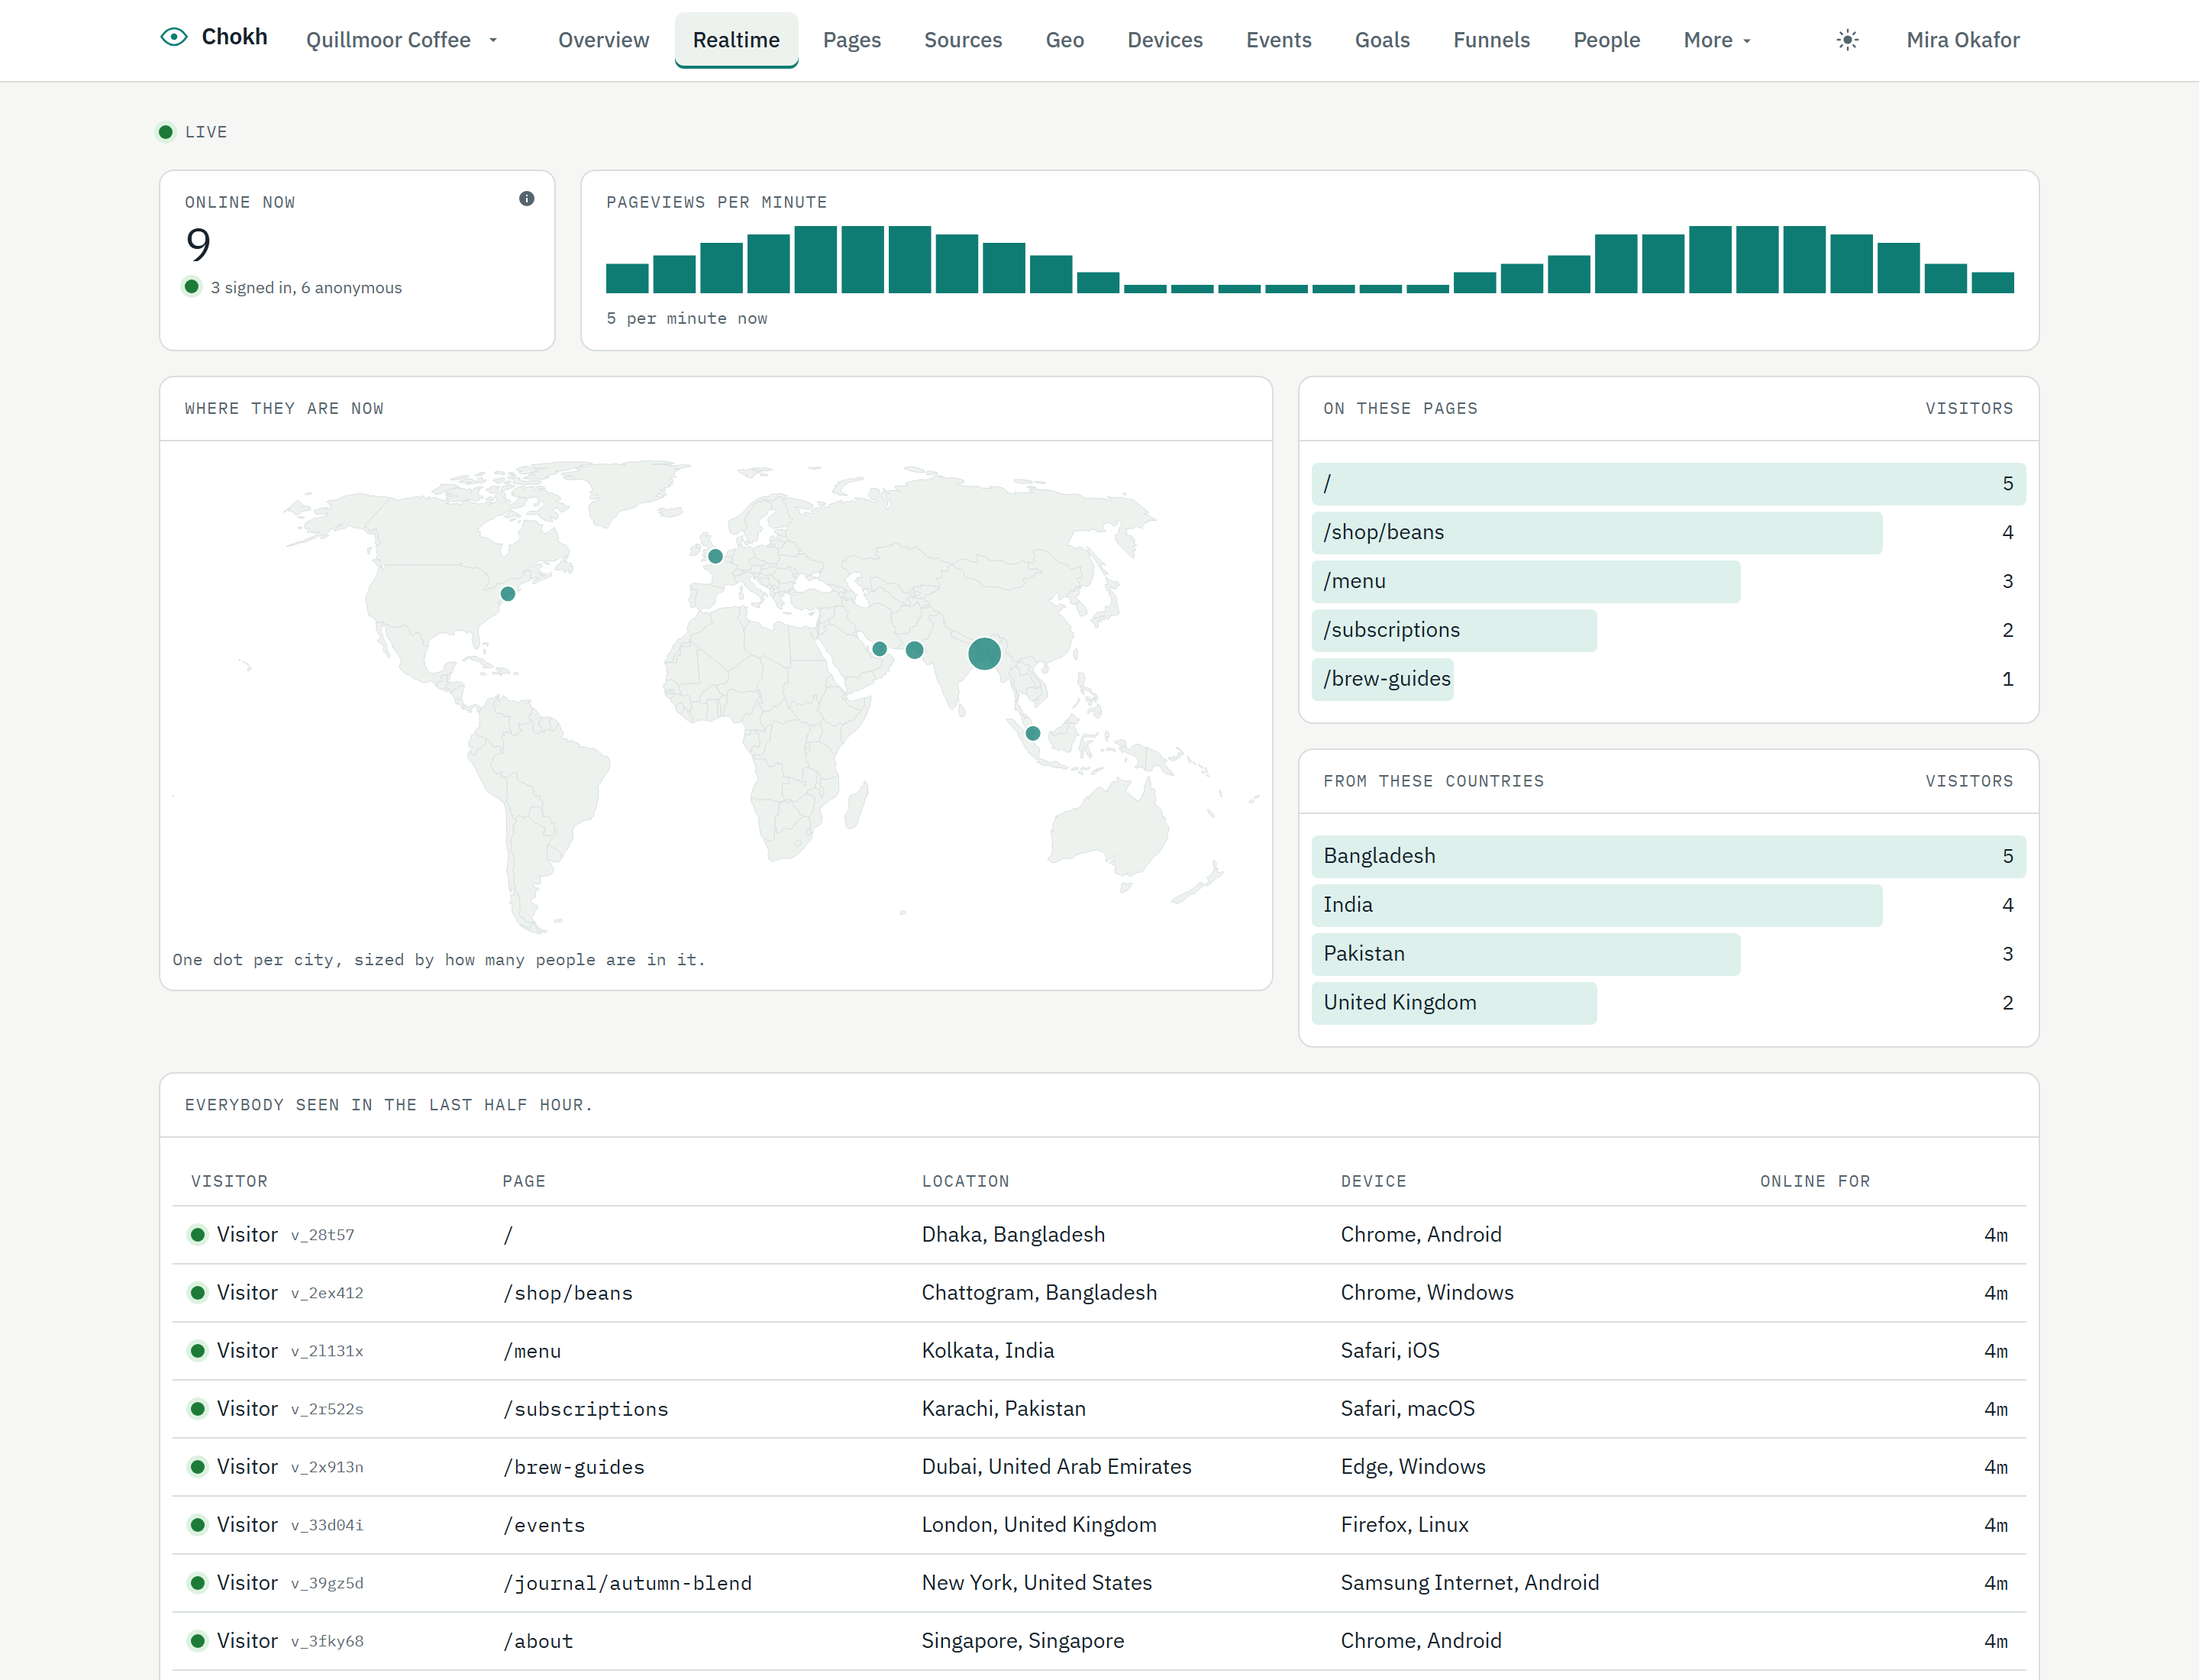 Chokh Quillmoor Coffee Overview Realtime Pages Sources Geo Devices Events Goals Funnels People More Mira Okafor
LIVE
ONLINE NOW
9
3 signed in, 6 anonymous
PAGEVIEWS PER MINUTE
5 per minute now
WHERE THEY ARE NOW
One dot per city, sized by how many people are in it.
ON THESE PAGES VISITORS
/ 5
/shop/beans 4
/menu 3
/subscriptions 2
/brew-guides 1
FROM THESE COUNTRIES VISITORS
Bangladesh 5
India 4
Pakistan 3
United Kingdom 2
EVERYBODY SEEN IN THE LAST HALF HOUR.
VISITOR PAGE LOCATION DEVICE ONLINE FOR
Visitor v_28t57 / Dhaka, Bangladesh Chrome, Android 4m
Visitor v_2ex412 /shop/beans Chattogram, Bangladesh Chrome, Windows 4m
Visitor v_2l131x /menu Kolkata, India Safari, iOS 4m
Visitor v_2r522s /subscriptions Karachi, Pakistan Safari, macOS 4m
Visitor v_2x913n /brew-guides Dubai, United Arab Emirates Edge, Windows 4m
Visitor v_33d04i /events London, United Kingdom Firefox, Linux 4m
Visitor v_39gz5d /journal/autumn-blend New York, United States Samsung Internet, Android 4m
Visitor v_3fky68 /about Singapore, Singapore Chrome, Android 4m